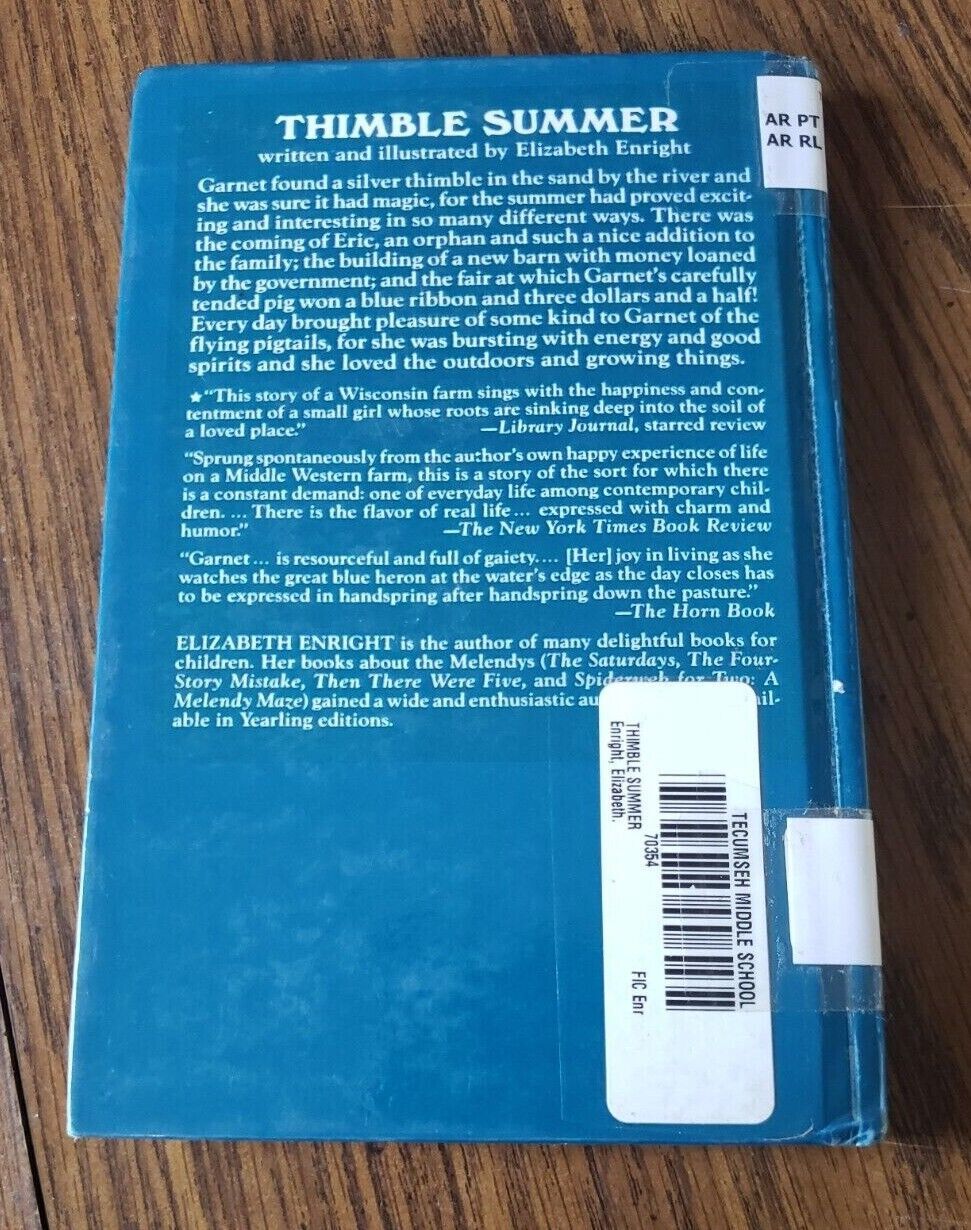 THIMBLE SUMMER
written and illustrated by Elizabeth Enright
Garnet found a silver thimble in the sand by the river and
she was sure it had magic, for the summer had proved excit-
ing and interesting in so many different ways. There was
the coming of Eric, an orphan and such a nice addition to
the family; the building of a new barn with money loaned
by the government; and the fair at which Garnet's carefully
tended pig won a blue ribbon and three dollars and a half!
Every day brought pleasure of some kind to Garnet of the
flying pigtails, for she was bursting with energy and good
spirits and she loved the outdoors and growing things.
★"This story of a Wisconsin farm sings with the happiness and con-
tentment of a small girl whose roots are sinking deep into the soil of
a loved place." —Library Journal, starred review
"Sprung spontaneously from the author's own happy experience of life
on a Middle Western farm, this is a story of the sort for which there
is a constant demand: one of everyday life among contemporary chil-
dren. ... There is the flavor of real life ... expressed with charm and
humor." —The New York Times Book Review
"Garnet ... is resourceful and full of gaiety.... [Her] joy in living as she
watches the great blue heron at the water's edge as the day closes has
to be expressed in handspring after handspring down the pasture."
—The Horn Book
ELIZABETH ENRIGHT is the author of many delightful books for
children. Her books about the Melendys (The Saturdays, The Four-
Story Mistake, Then There Were Five, and Spiderweb for Two: A
Melendy Maze) gained a wide and enthusiastic
able in Yearling editions.
AR PT
AR RL
TECUMSEH MIDDLE SCHOOL
70354
FIC Enr
THIMBLE SUMMER
Enright, Elizabeth.